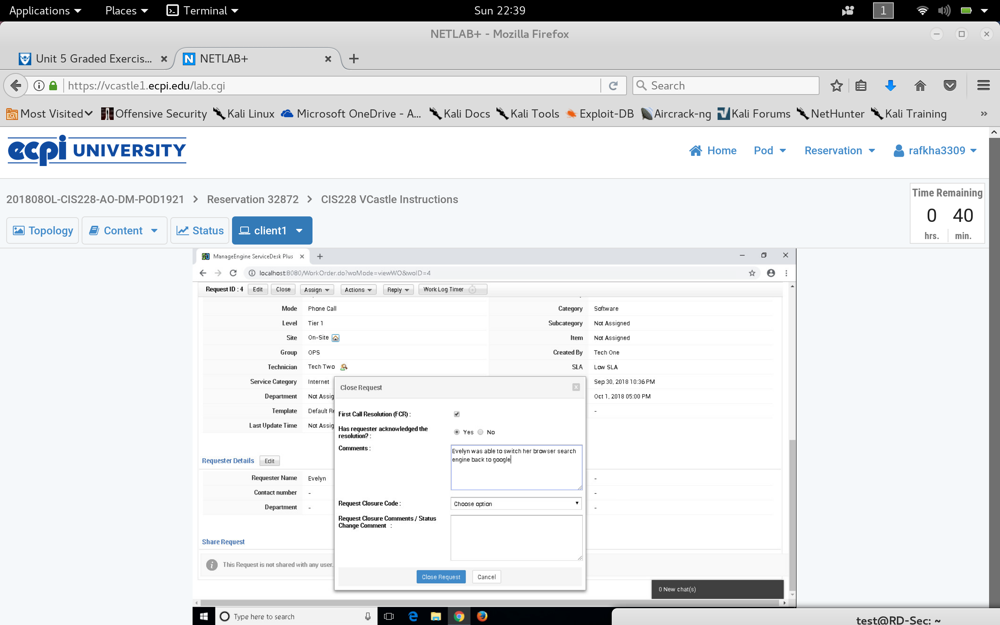 Applications Places Terminal Sun 22:39 1
NETLAB+ - Mozilla Firefox
Unit 5 Graded Exercis... NETLAB+
https://vcastle1.ecpi.edu/lab.cgi Search
Most Visited Offensive Security Kali Linux Microsoft OneDrive - A... Kali Docs Kali Tools Exploit-DB Aircrack-ng Kali Forums NetHunter Kali Training »
ecpi UNIVERSITY Home Pod Reservation rafkha3309
201808OL-CIS228-AO-DM-POD1921 > Reservation 32872 > CIS228 VCastle Instructions
Time Remaining
0 40
hrs. min.
Topology Content Status client1
ManageEngine ServiceDesk Plus
localhost:8080/WorkOrder.do?woMode=viewWO&woID=4
Request ID : 4 Edit Close Assign Actions Reply Work Log Timer
Mode Phone Call Category Software
Level Tier 1 Subcategory Not Assigned
Site On-Site Item Not Assigned
Group OPS Created By Tech One
Technician Tech Two SLA Low SLA
Service Category Internet Sep 30, 2018 10:36 PM
Department Not Assig Oct 1, 2018 05:00 PM
Template Default Re -
Last Update Time Not Assig
Close Request
First Call Resolution (FCR) :
Has requester acknowledged the
resolution? : Yes No
Comments : Evelyn was able to switch her browser search
engine back to google
Request Closure Code : Choose option
Request Closure Comments / Status
Change Comment :
Close Request Cancel
Requester Details Edit
Requester Name Evelyn -
Contact number - -
Department - -
Share Request
This Request is not shared with any user.
0 New chat(s)
Type here to search
test@RD-Sec: ~